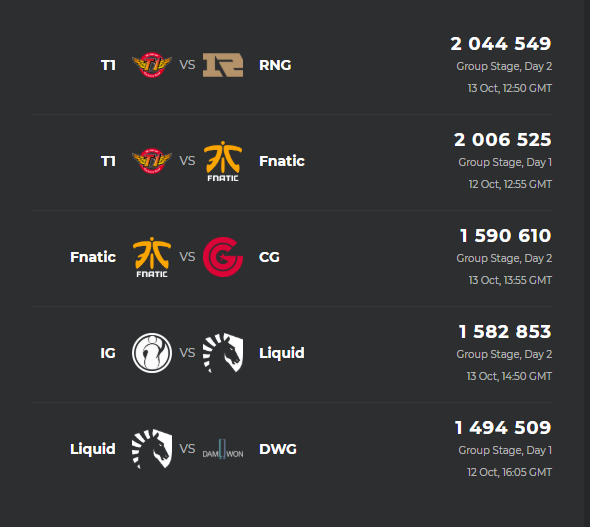 2 044 549
T1 VS RNG
Group Stage, Day 2
13 Oct, 12:50 GMT
2 006 525
T1 VS FNATIC Fnatic
Group Stage, Day 1
12 Oct, 12:55 GMT
1 590 610
Fnatic FNATIC VS CG
Group Stage, Day 2
13 Oct, 13:55 GMT
1 582 853
IG VS Liquid
Group Stage, Day 2
13 Oct, 14:50 GMT
1 494 509
Liquid VS DAMWON DWG
Group Stage, Day 1
12 Oct, 16:05 GMT